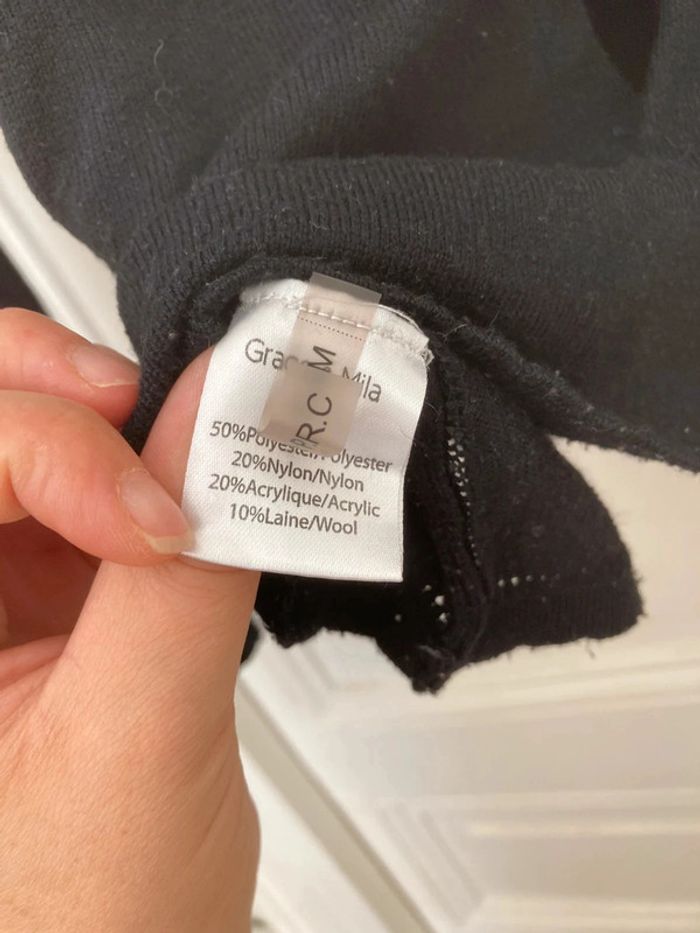 Grac Mila
R.C M
50%Polyester/Polyester
20%Nylon/Nylon
20%Acrylique/Acrylic
10%Laine/Wool